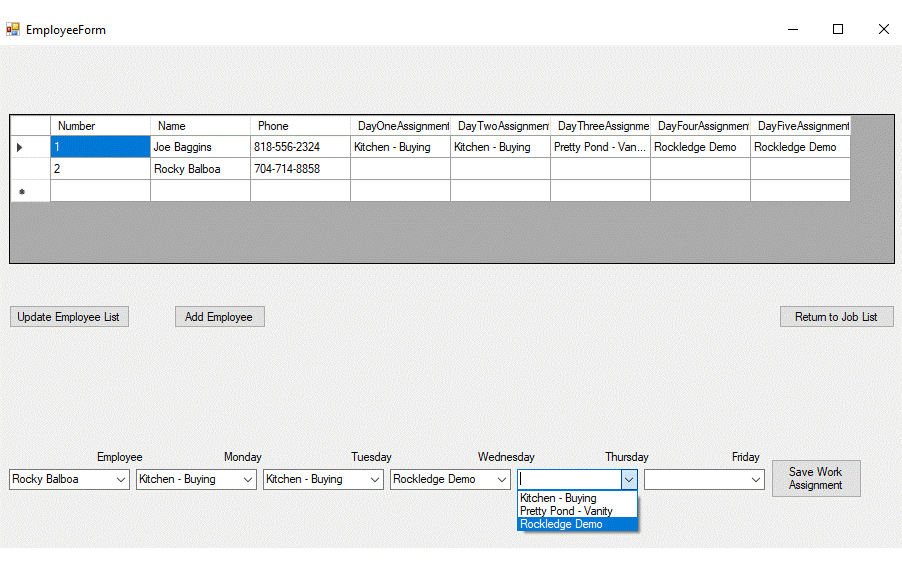 EmployeeForm
Number Name Phone DayOneAssignment DayTwoAssignment DayThreeAssignme DayFourAssignment DayFiveAssignment
1 Joe Baggins 818-556-2324 Kitchen - Buying Kitchen - Buying Pretty Pond - Van... Rockledge Demo Rockledge Demo
2 Rocky Balboa 704-714-8858
Update Employee List Add Employee Return to Job List
Employee Monday Tuesday Wednesday Thursday Friday
Rocky Balboa Kitchen - Buying Kitchen - Buying Rockledge Demo
Save Work
Assignment
Kitchen - Buying
Pretty Pond - Vanity
Rockledge Demo